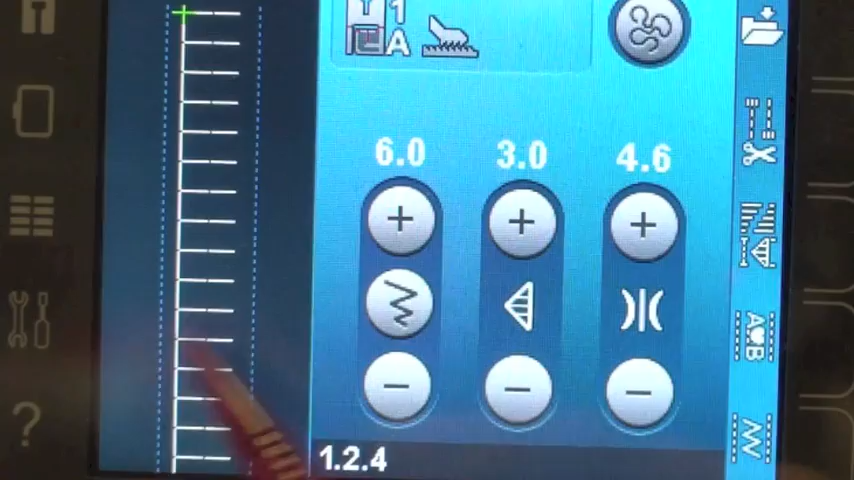 1
A
6.0 3.0 4.6
+ + +
- - -
A B
?
1.2.4